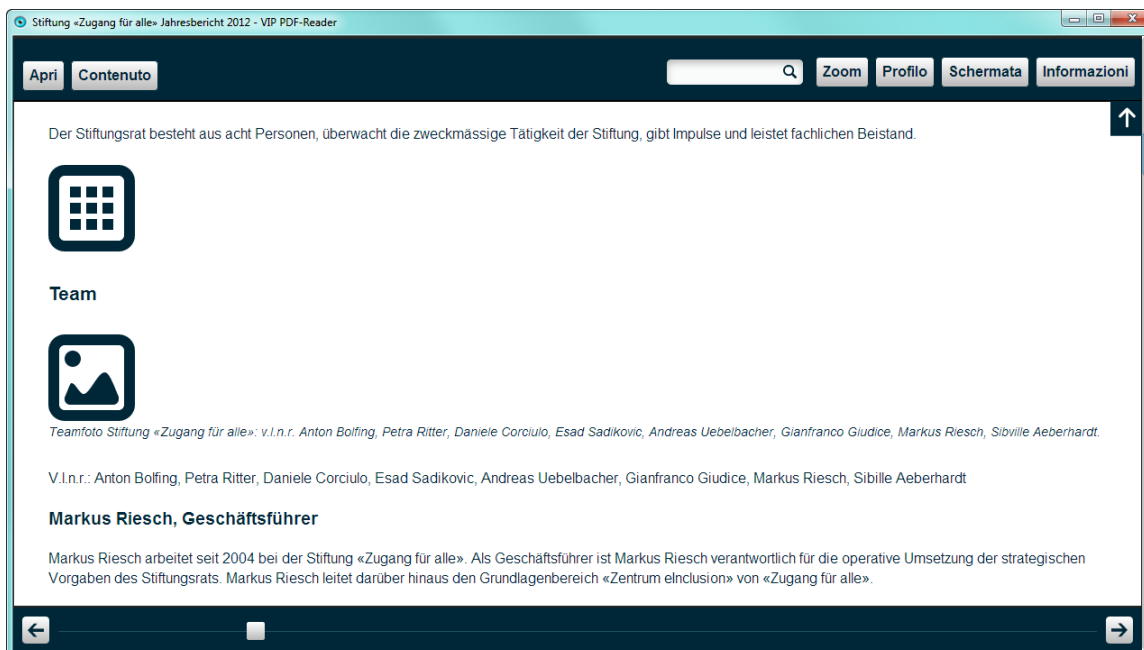 Stiftung «Zugang für alle» Jahresbericht 2012 - VIP PDF-Reader
Apri Contenuto Zoom Profilo Schermata Informazioni
Der Stiftungsrat besteht aus acht Personen, überwacht die zweckmässige Tätigkeit der Stiftung, gibt Impulse und leistet fachlichen Beistand.
Team
Teamfoto Stiftung «Zugang für alle»: v.l.n.r. Anton Bolfing, Petra Ritter, Daniele Corciulo, Esad Sadikovic, Andreas Uebelbacher, Gianfranco Giudice, Markus Riesch, Sibville Aeberhardt.
V.l.n.r.: Anton Bolfing, Petra Ritter, Daniele Corciulo, Esad Sadikovic, Andreas Uebelbacher, Gianfranco Giudice, Markus Riesch, Sibille Aeberhardt
Markus Riesch, Geschäftsführer
Markus Riesch arbeitet seit 2004 bei der Stiftung «Zugang für alle». Als Geschäftsführer ist Markus Riesch verantwortlich für die operative Umsetzung der strategischen
Vorgaben des Stiftungsrats. Markus Riesch leitet darüber hinaus den Grundlagenbereich «Zentrum eInclusion» von «Zugang für alle».